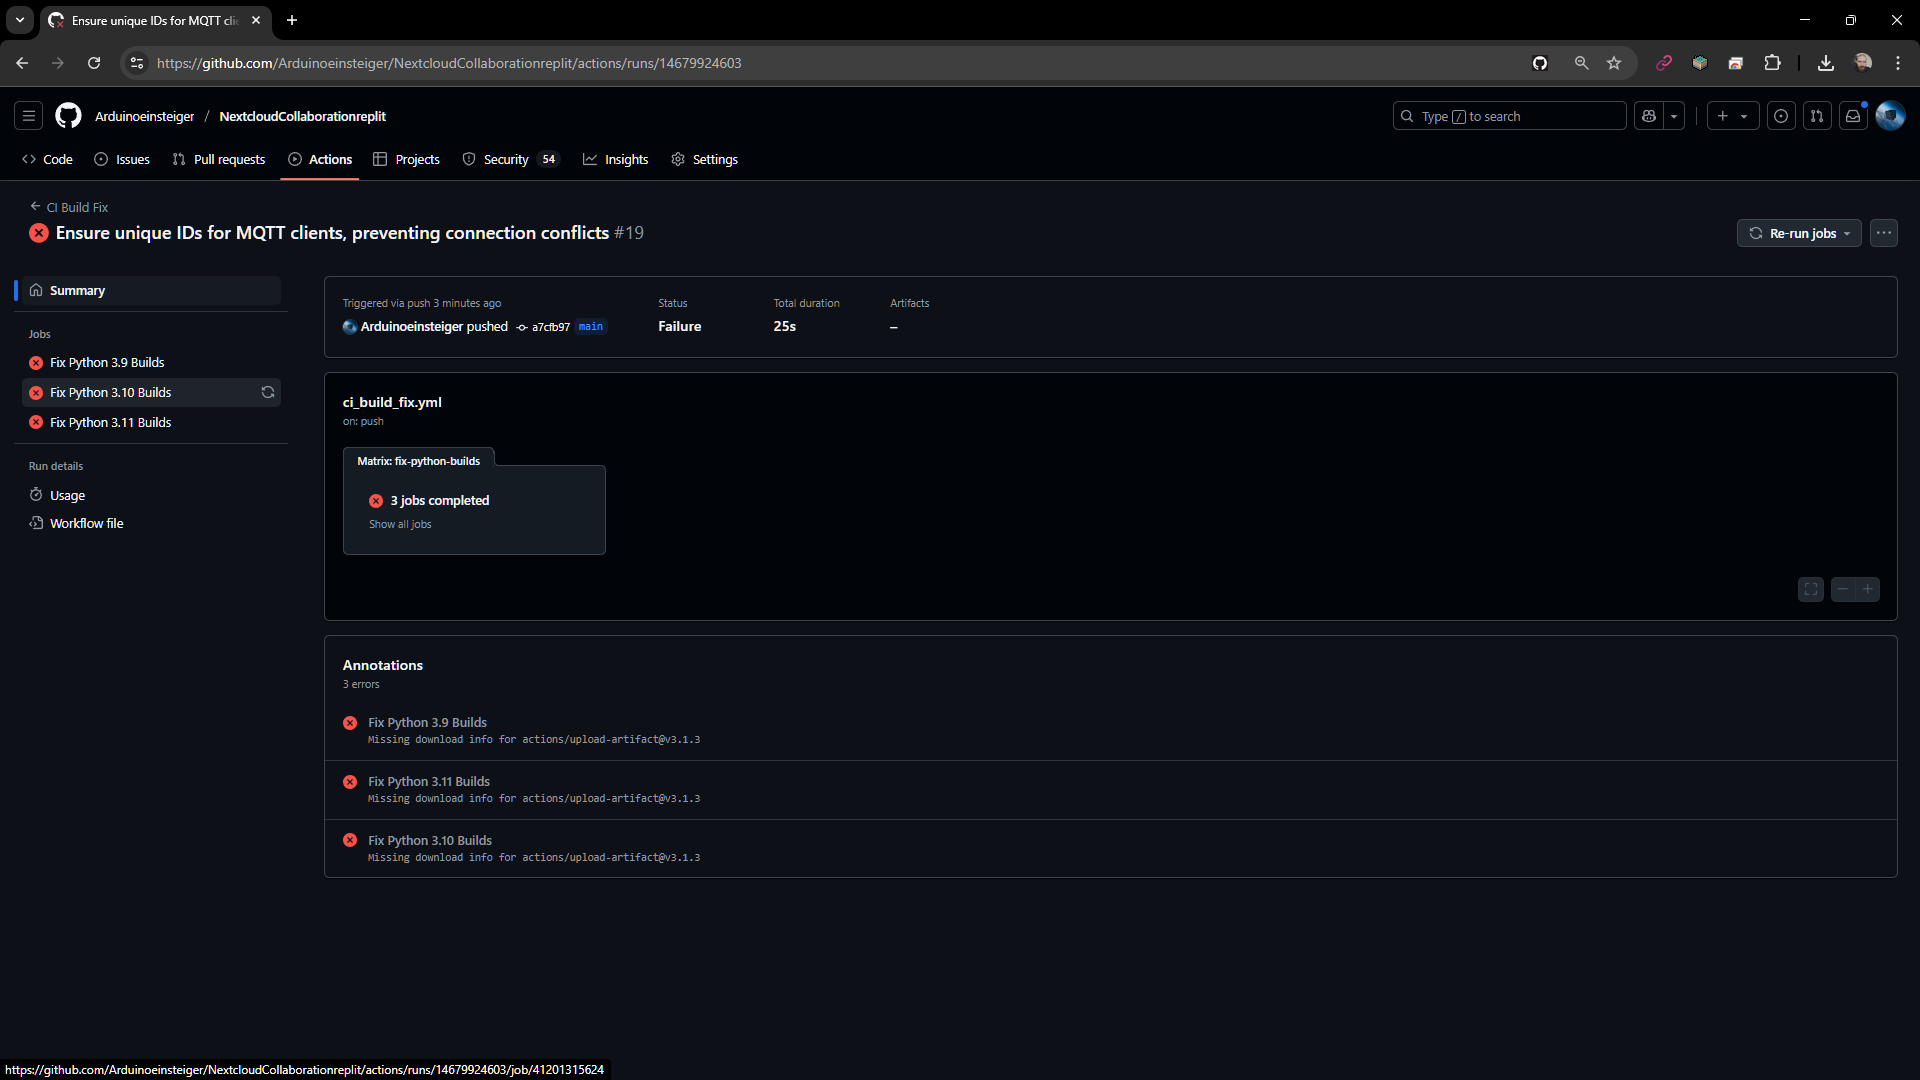 Ensure unique IDs for MQTT cli
https://github.com/Arduinoeinsteiger/NextcloudCollaborationreplit/actions/runs/14679924603
Arduinoeinsteiger / NextcloudCollaborationreplit
Type / to search
Code
Issues
Pull requests
Actions
Projects
Security 54
Insights
Settings
CI Build Fix
Ensure unique IDs for MQTT clients, preventing connection conflicts #19
Re-run jobs
Summary
Jobs
Fix Python 3.9 Builds
Fix Python 3.10 Builds
Fix Python 3.11 Builds
Run details
Usage
Workflow file
Triggered via push 3 minutes ago
Arduinoeinsteiger pushed a7cfb97 main
Status
Failure
Total duration
25s
Artifacts
–
ci_build_fix.yml
on: push
Matrix: fix-python-builds
3 jobs completed
Show all jobs
Annotations
3 errors
Fix Python 3.9 Builds
Missing download info for actions/upload-artifact@v3.1.3
Fix Python 3.11 Builds
Missing download info for actions/upload-artifact@v3.1.3
Fix Python 3.10 Builds
Missing download info for actions/upload-artifact@v3.1.3
https://github.com/Arduinoeinsteiger/NextcloudCollaborationreplit/actions/runs/14679924603/job/41201315624